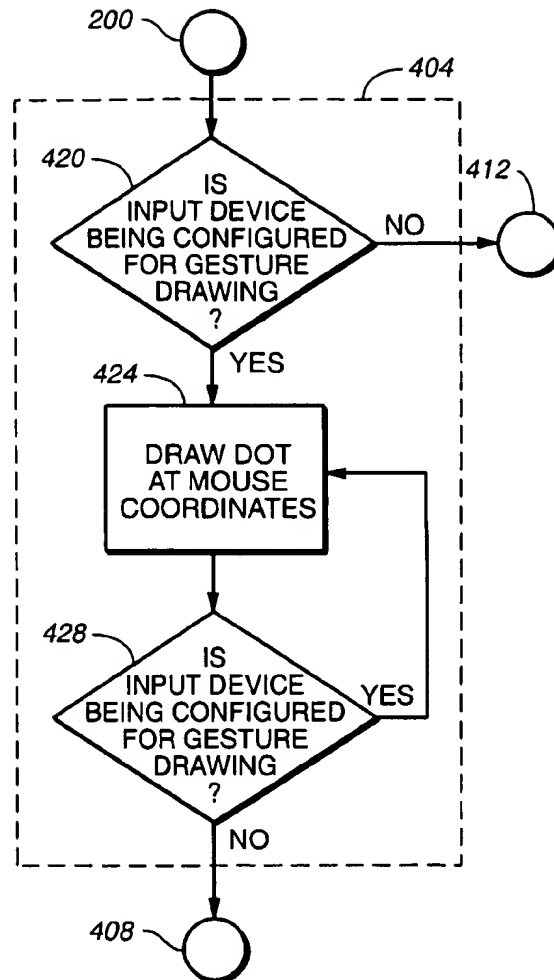 200
404
420
412
IS
INPUT DEVICE
BEING CONFIGURED
FOR GESTURE
DRAWING
?
NO
YES
424
DRAW DOT
AT MOUSE
COORDINATES
428
IS
INPUT DEVICE
BEING CONFIGURED
FOR GESTURE
DRAWING
?
YES
NO
408